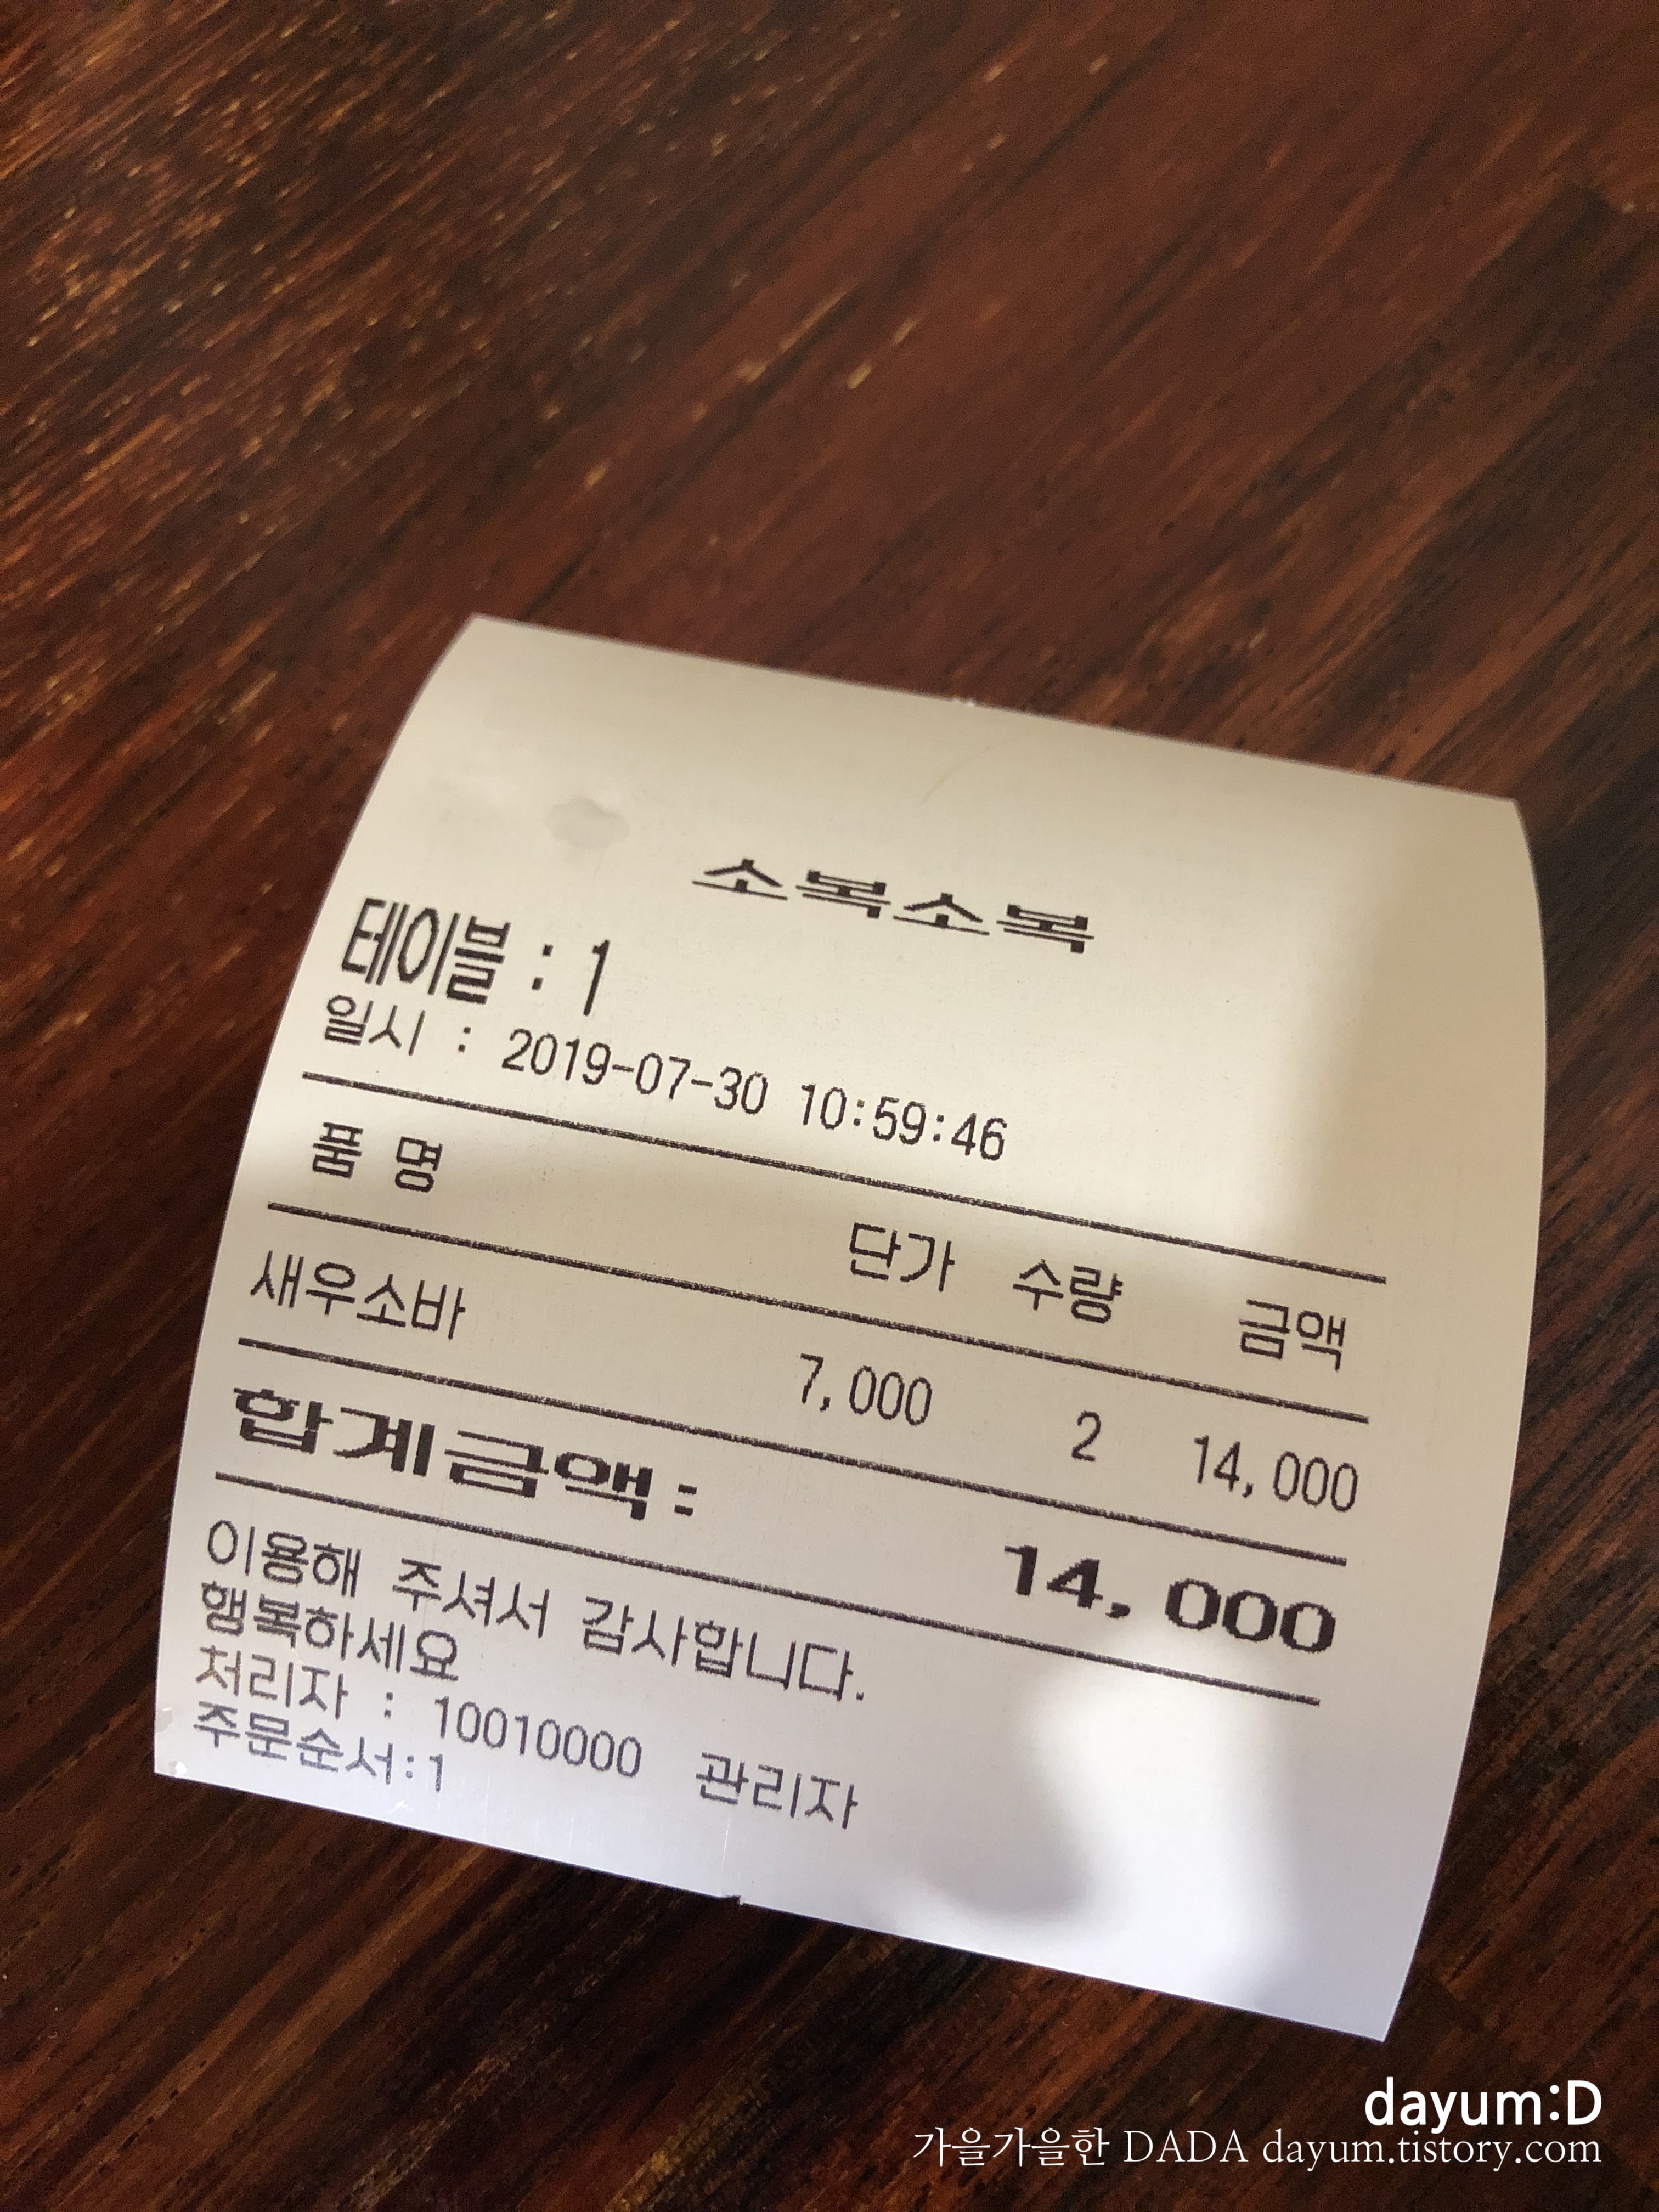 소복소복
테이블 : 1
일시 : 2019-07-30 10:59:46
품 명 단가 수량 금액
새우소바 7,000 2 14,000
합계금액: 14,000
이용해 주셔서 감사합니다.
행복하세요
처리자 : 10010000 관리자
주문순서:1
dayum:D
가을가을한 DADA dayum.tistory.com